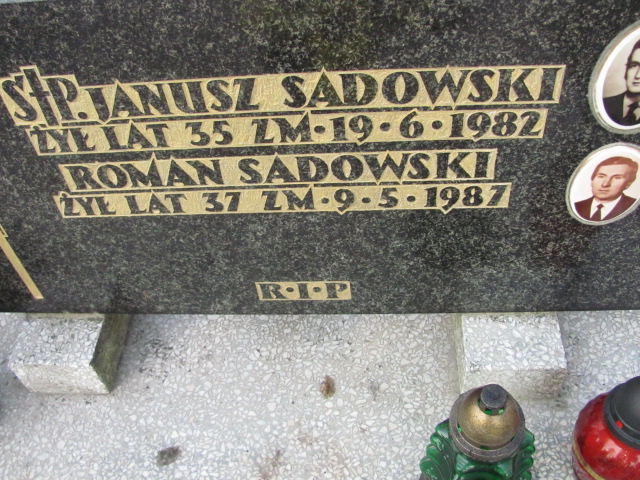 Ś†P. JANUSZ SADOWSKI
ŻYŁ LAT 35 ZM·19·6·1982
ROMAN SADOWSKI
ŻYŁ LAT 37 ZM·9·5·1987
R·I·P